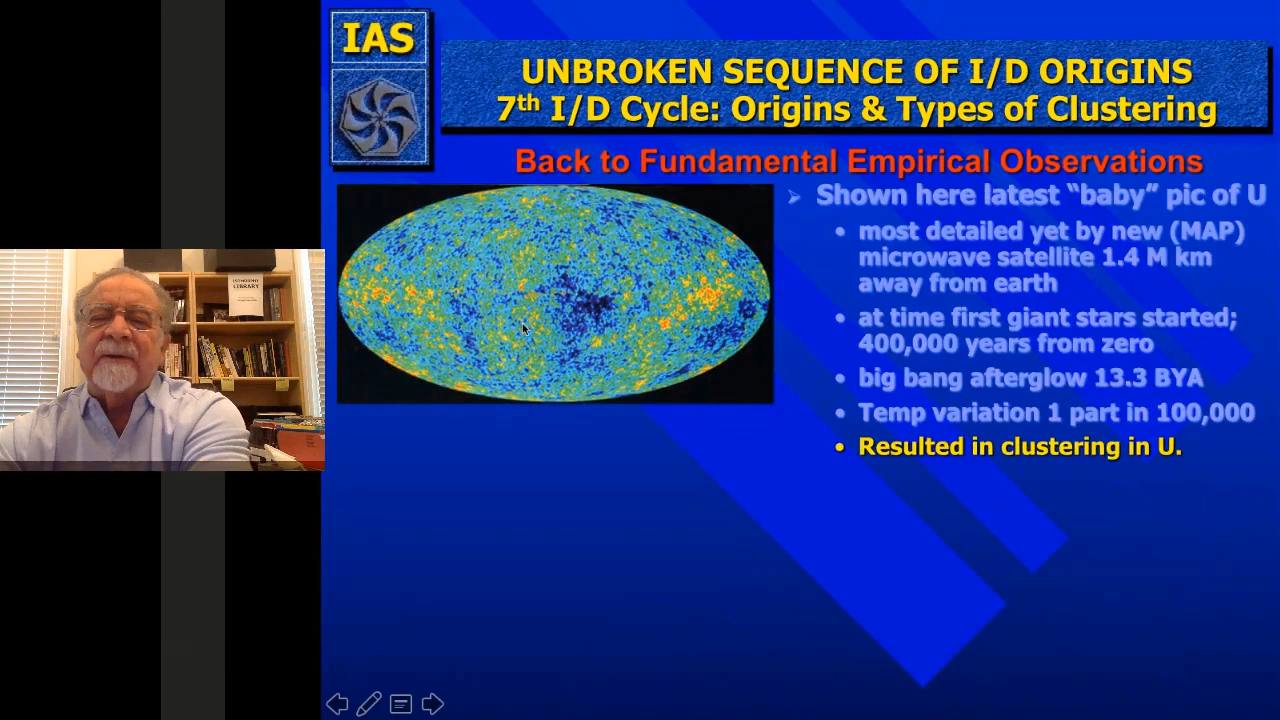 IAS
UNBROKEN SEQUENCE OF I/D ORIGINS
7th I/D Cycle: Origins & Types of Clustering
Back to Fundamental Empirical Observations
➢ Shown here latest “baby” pic of U
• most detailed yet by new (MAP)
microwave satellite 1.4 M km
away from earth
• at time first giant stars started;
400,000 years from zero
• big bang afterglow 13.3 BYA
• Temp variation 1 part in 100,000
• Resulted in clustering in U.
LIBRARY